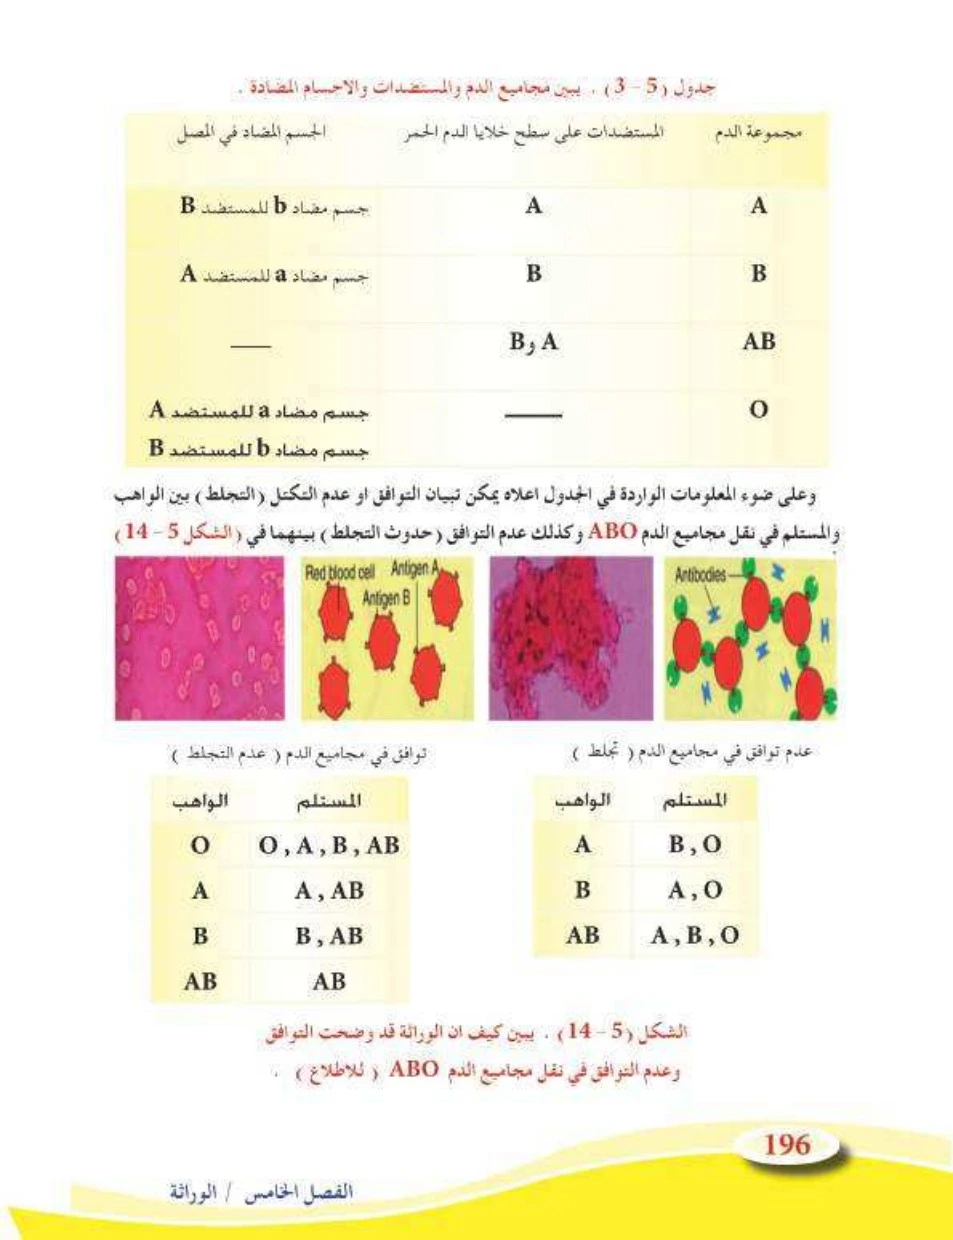 جدول (5 - 3) . يبين مجاميع الدم والمستضدات والاجسام المضادة .
مجموعة الدم المستضدات على سطح خلايا الدم الحمر الجسم المضاد في المصل
A A جسم مضاد b للمستضد B
B B جسم مضاد a للمستضد A
AB A و B ——
O —— جسم مضاد a للمستضد A
جسم مضاد b للمستضد B
وعلى ضوء المعلومات الواردة في الجدول اعلاه يمكن تبيان التوافق او عدم التكتل (التجلط) بين الواهب
والمستلم في نقل مجاميع الدم ABO وكذلك عدم التوافق (حدوث التجلط) بينهما في (الشكل 5 - 14)
Antibodies
Red blood cell Antigen A
Antigen B
عدم توافق في مجاميع الدم ( تجلط )
المستلم الواهب
B , O A
A , O B
A , B , O AB
توافق في مجاميع الدم ( عدم التجلط )
المستلم الواهب
O , A , B , AB O
A , AB A
B , AB B
AB AB
الشكل (5 - 14) . يبين كيف ان الوراثة قد وضحت التوافق
وعدم التوافق في نقل مجاميع الدم ABO ( للاطلاع ) .
196
الفصل الخامس / الوراثة